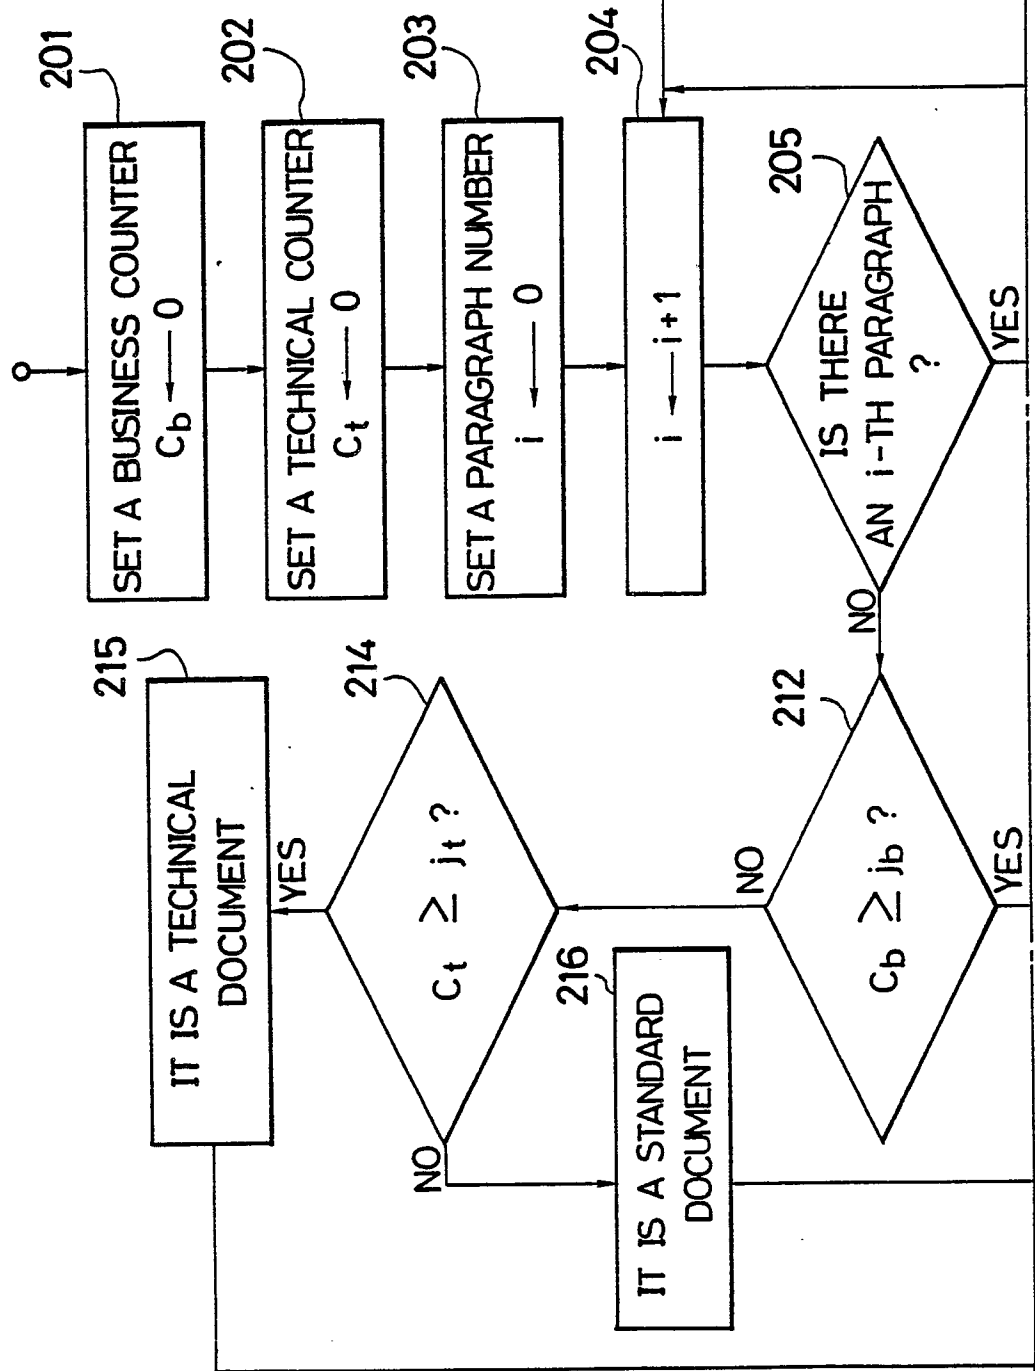 201
SET A BUSINESS COUNTER
Cb ← 0
202
SET A TECHNICAL COUNTER
Ct ← 0
203
SET A PARAGRAPH NUMBER
i ← 0
204
i ← i+1
205
IS THERE
AN i-TH PARAGRAPH
?
YES
NO
212
Cb ≥ jb ?
YES
NO
214
Ct ≥ jt ?
YES
NO
215
IT IS A TECHNICAL
DOCUMENT
216
IT IS A STANDARD
DOCUMENT